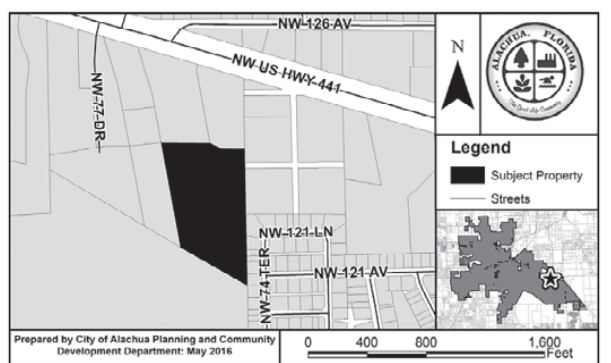 NW 126 AV
NW US HWY 441
NW 77 DR
N
ALACHUA, FLORIDA
The Good Life Community
Legend
Subject Property
Streets
NW 121 LN
NW 74 TER
NW 121 AV
Prepared by City of Alachua Planning and Community
Development Department: May 2016
0 400 800 1,600
Feet